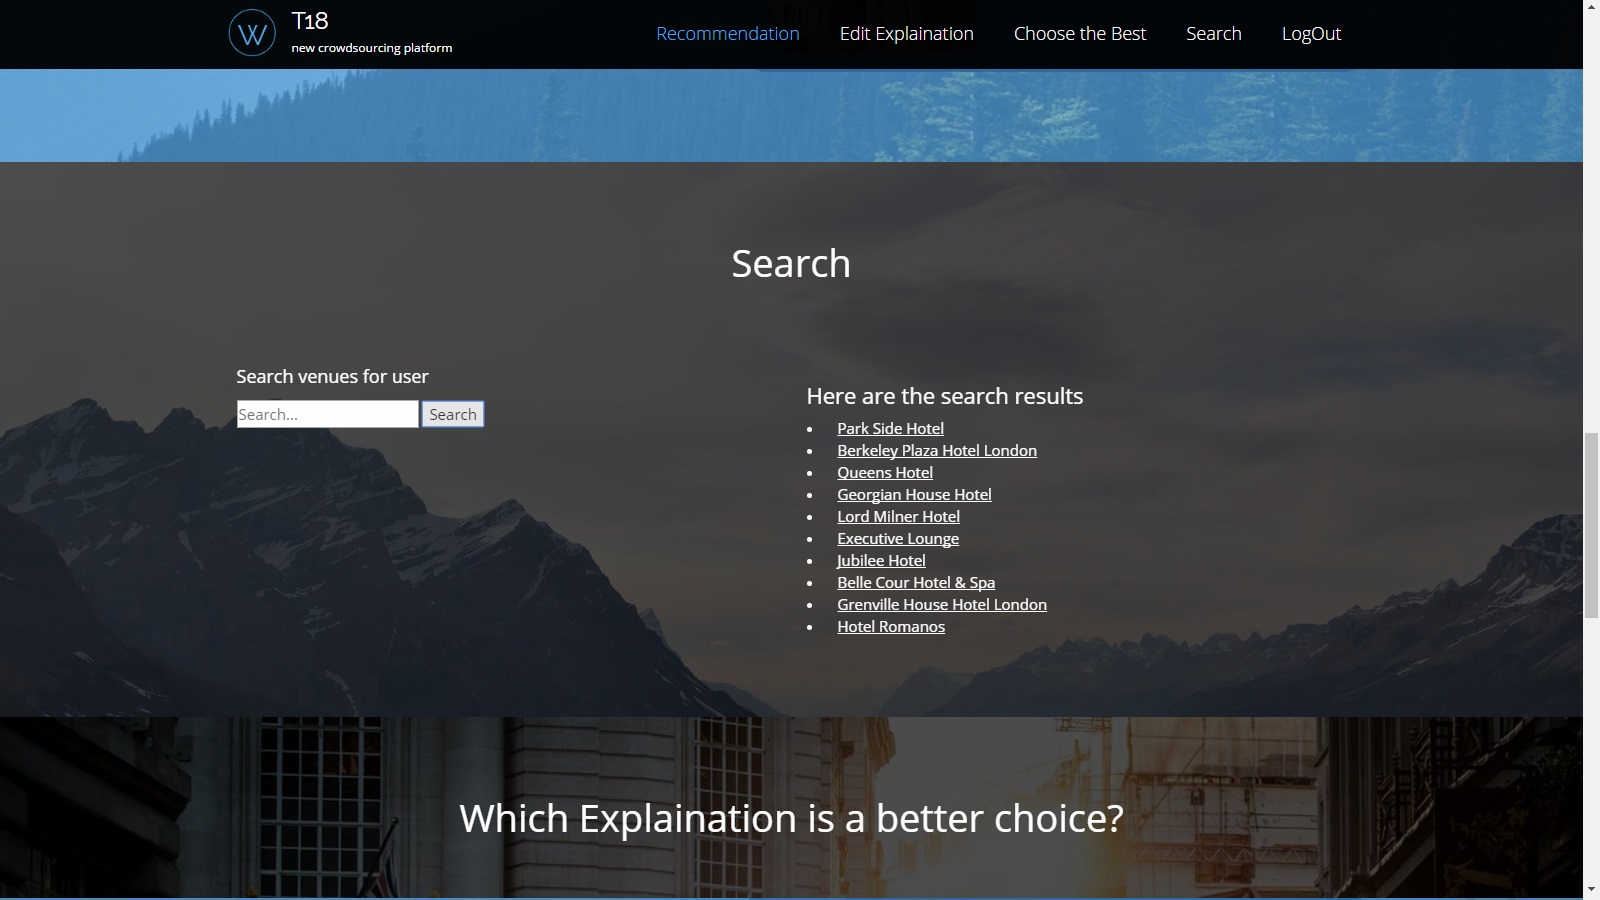 T18
new crowdsourcing platform
Recommendation
Edit Explaination
Choose the Best
Search
LogOut
Search
Search venues for user
Search...
Search
Here are the search results
Park Side Hotel
Berkeley Plaza Hotel London
Queens Hotel
Georgian House Hotel
Lord Milner Hotel
Executive Lounge
Jubilee Hotel
Belle Cour Hotel & Spa
Grenville House Hotel London
Hotel Romanos
Which Explaination is a better choice?